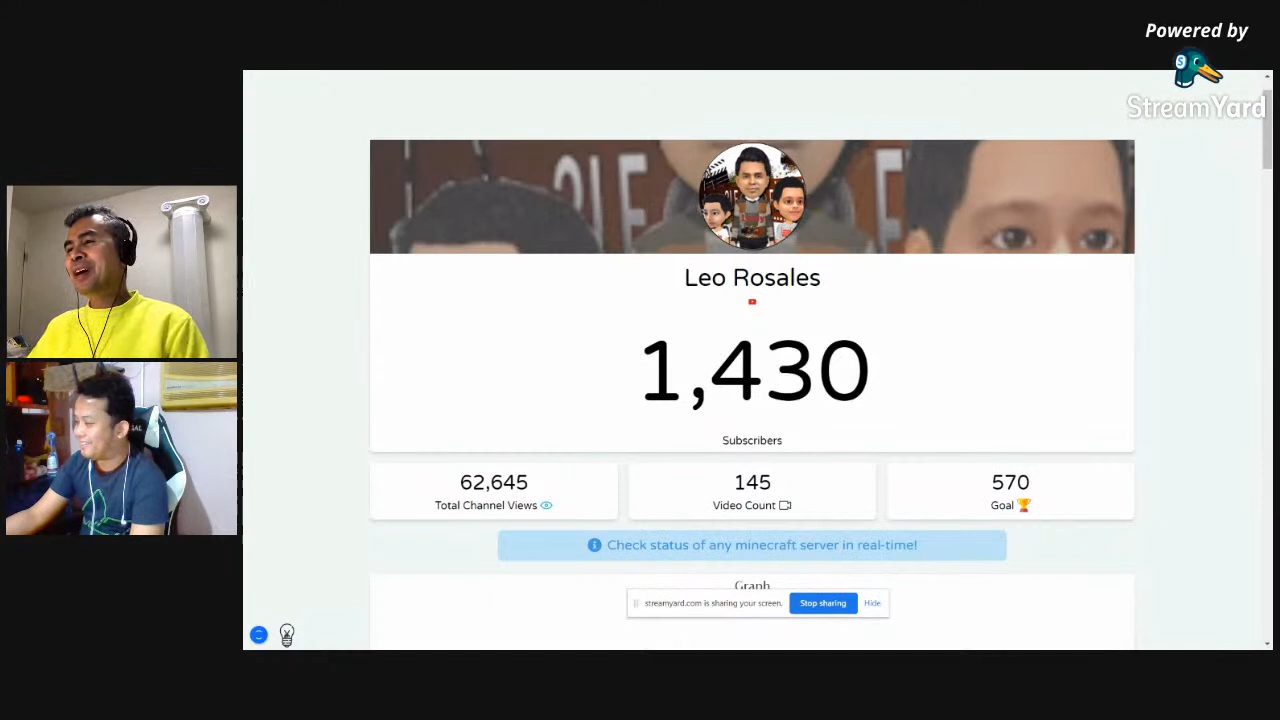 Powered by
StreamYard
Leo Rosales
1,430
Subscribers
62,645
Total Channel Views
145
Video Count
570
Goal
Check status of any minecraft server in real-time!
Graph
streamyard.com is sharing your screen.
Stop sharing
Hide